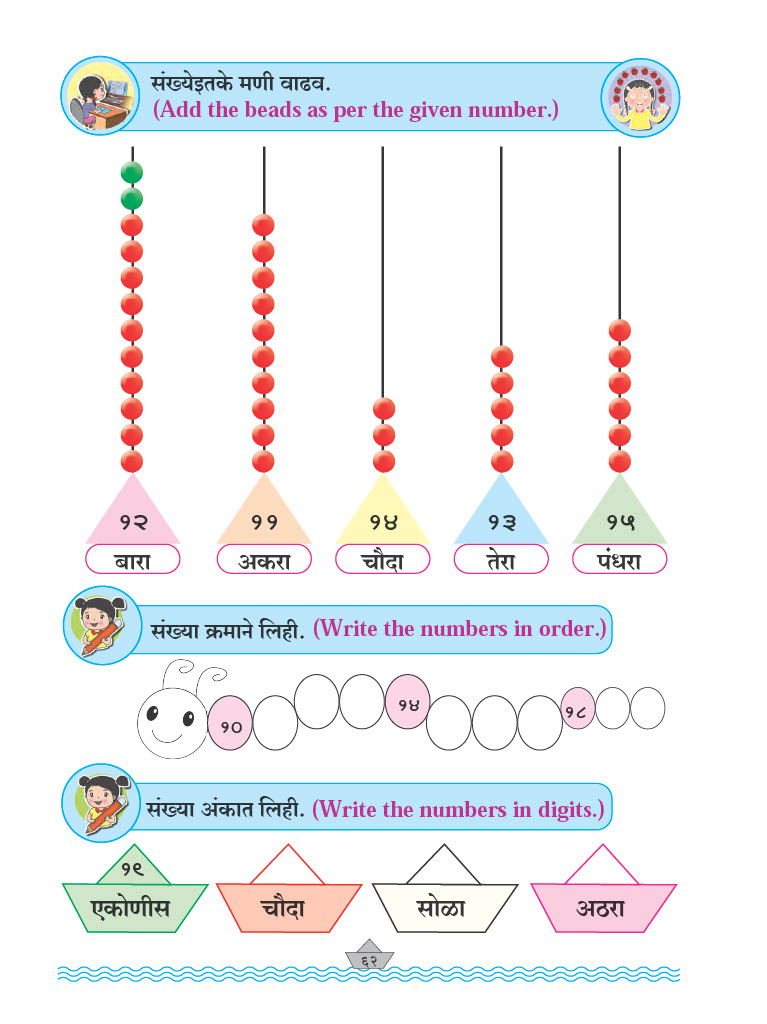 संख्येइतके मणी वाढव.
(Add the beads as per the given number.)
१२ ११ १४ १३ १५
बारा अकरा चौदा तेरा पंधरा
संख्या क्रमाने लिही. (Write the numbers in order.)
१० १४ १८
संख्या अंकात लिही. (Write the numbers in digits.)
१९
एकोणीस चौदा सोळा अठरा
६२